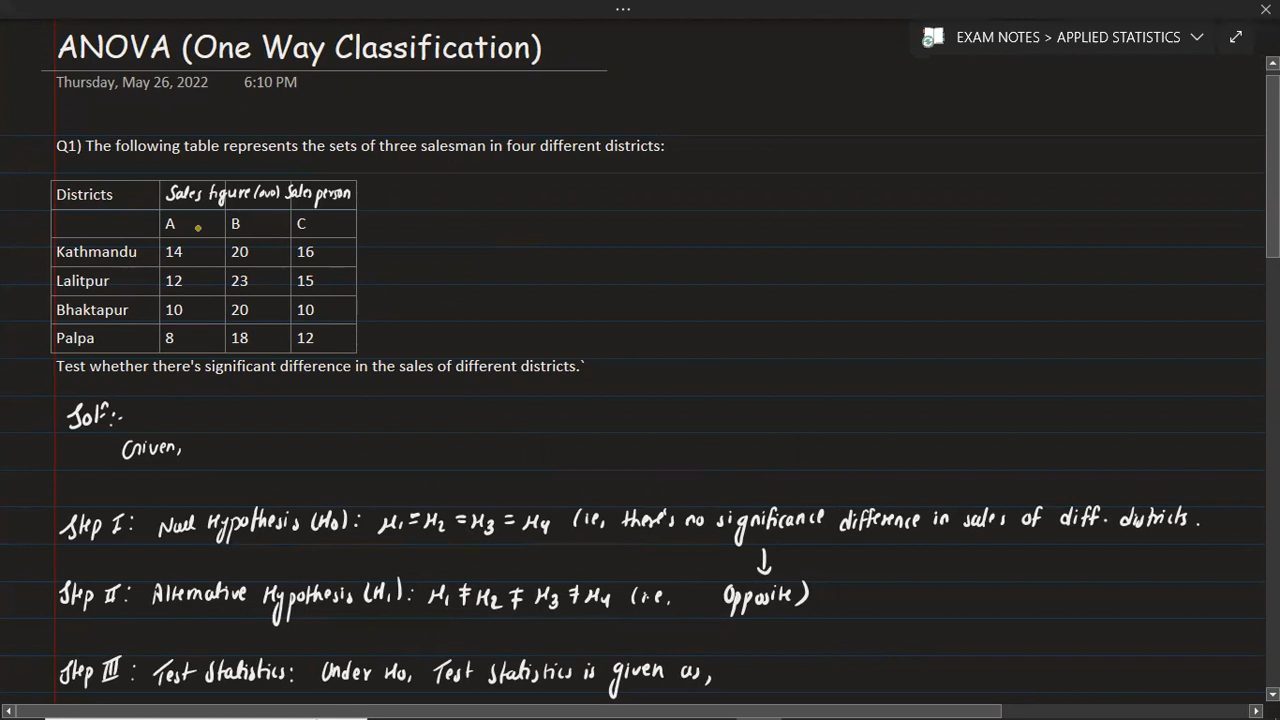 EXAM NOTES > APPLIED STATISTICS
ANOVA (One Way Classification)
Thursday, May 26, 2022 6:10 PM
Q1) The following table represents the sets of three salesman in four different districts:
Districts Sales figure (000) Sales person
A B C
Kathmandu 14 20 16
Lalitpur 12 23 15
Bhaktapur 10 20 10
Palpa 8 18 12
Test whether there's significant difference in the sales of different districts.`
Solⁿ:-
Given,
Step I: Null Hypothesis (H₀): μ₁ = μ₂ = μ₃ = μ₄ (ie, there's no significance difference in sales of diff. districts.
↓
Step II: Alternative Hypothesis (H₁): μ₁ ≠ μ₂ ≠ μ₃ ≠ μ₄ (i.e. Opposite)
Step III: Test Statistics: Under H₀, Test statistics is given as,